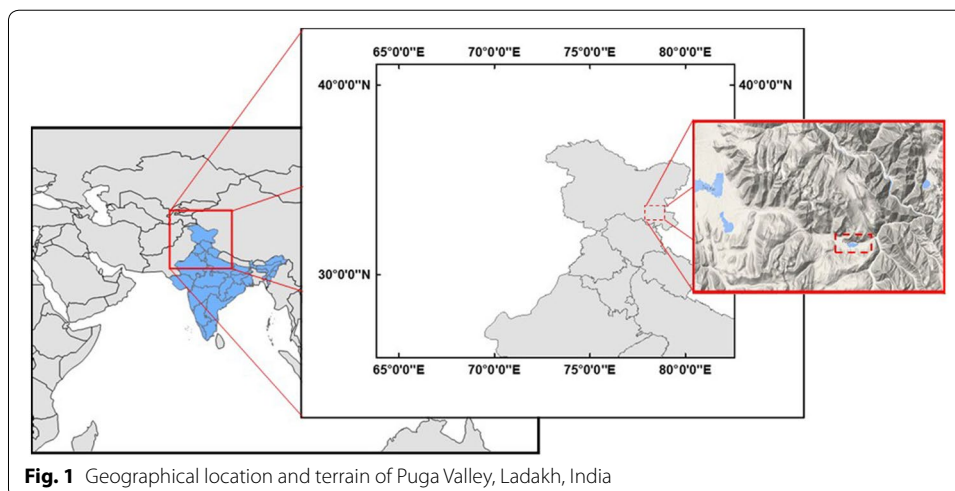 65°0'0"E 70°0'0"E 75°0'0"E 80°0'0"E
40°0'0"N 40°0'0"N
30°0'0"N 30°0'0"N
65°0'0"E 70°0'0"E 75°0'0"E 80°0'0"E
Fig. 1 Geographical location and terrain of Puga Valley, Ladakh, India